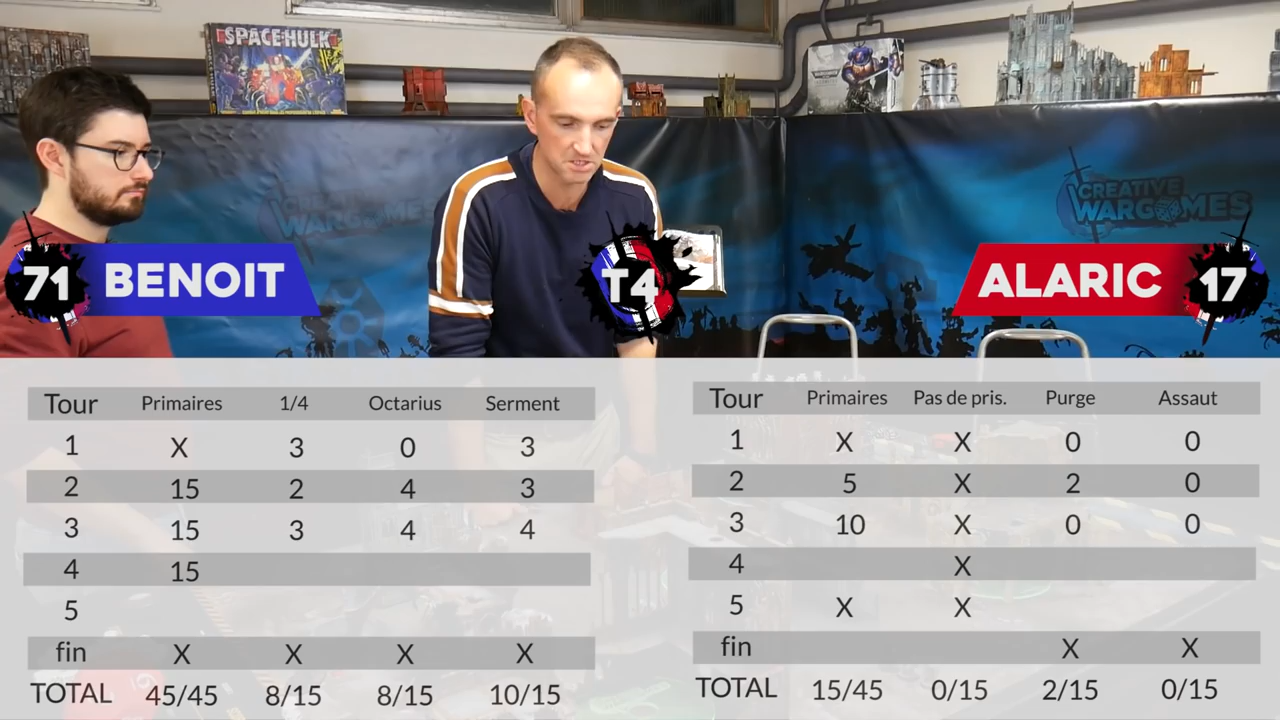 SPACE HULK
CREATIVE
WARGAMES
CREATIVE
WARGAMES
71 BENOIT
T4
ALARIC 17
Tour Primaires 1/4 Octarius Serment
1 X 3 0 3
2 15 2 4 3
3 15 3 4 4
4 15
5
fin X X X X
TOTAL 45/45 8/15 8/15 10/15
Tour Primaires Pas de pris. Purge Assaut
1 X X 0 0
2 5 X 2 0
3 10 X 0 0
4 X
5 X X
fin X X
TOTAL 15/45 0/15 2/15 0/15